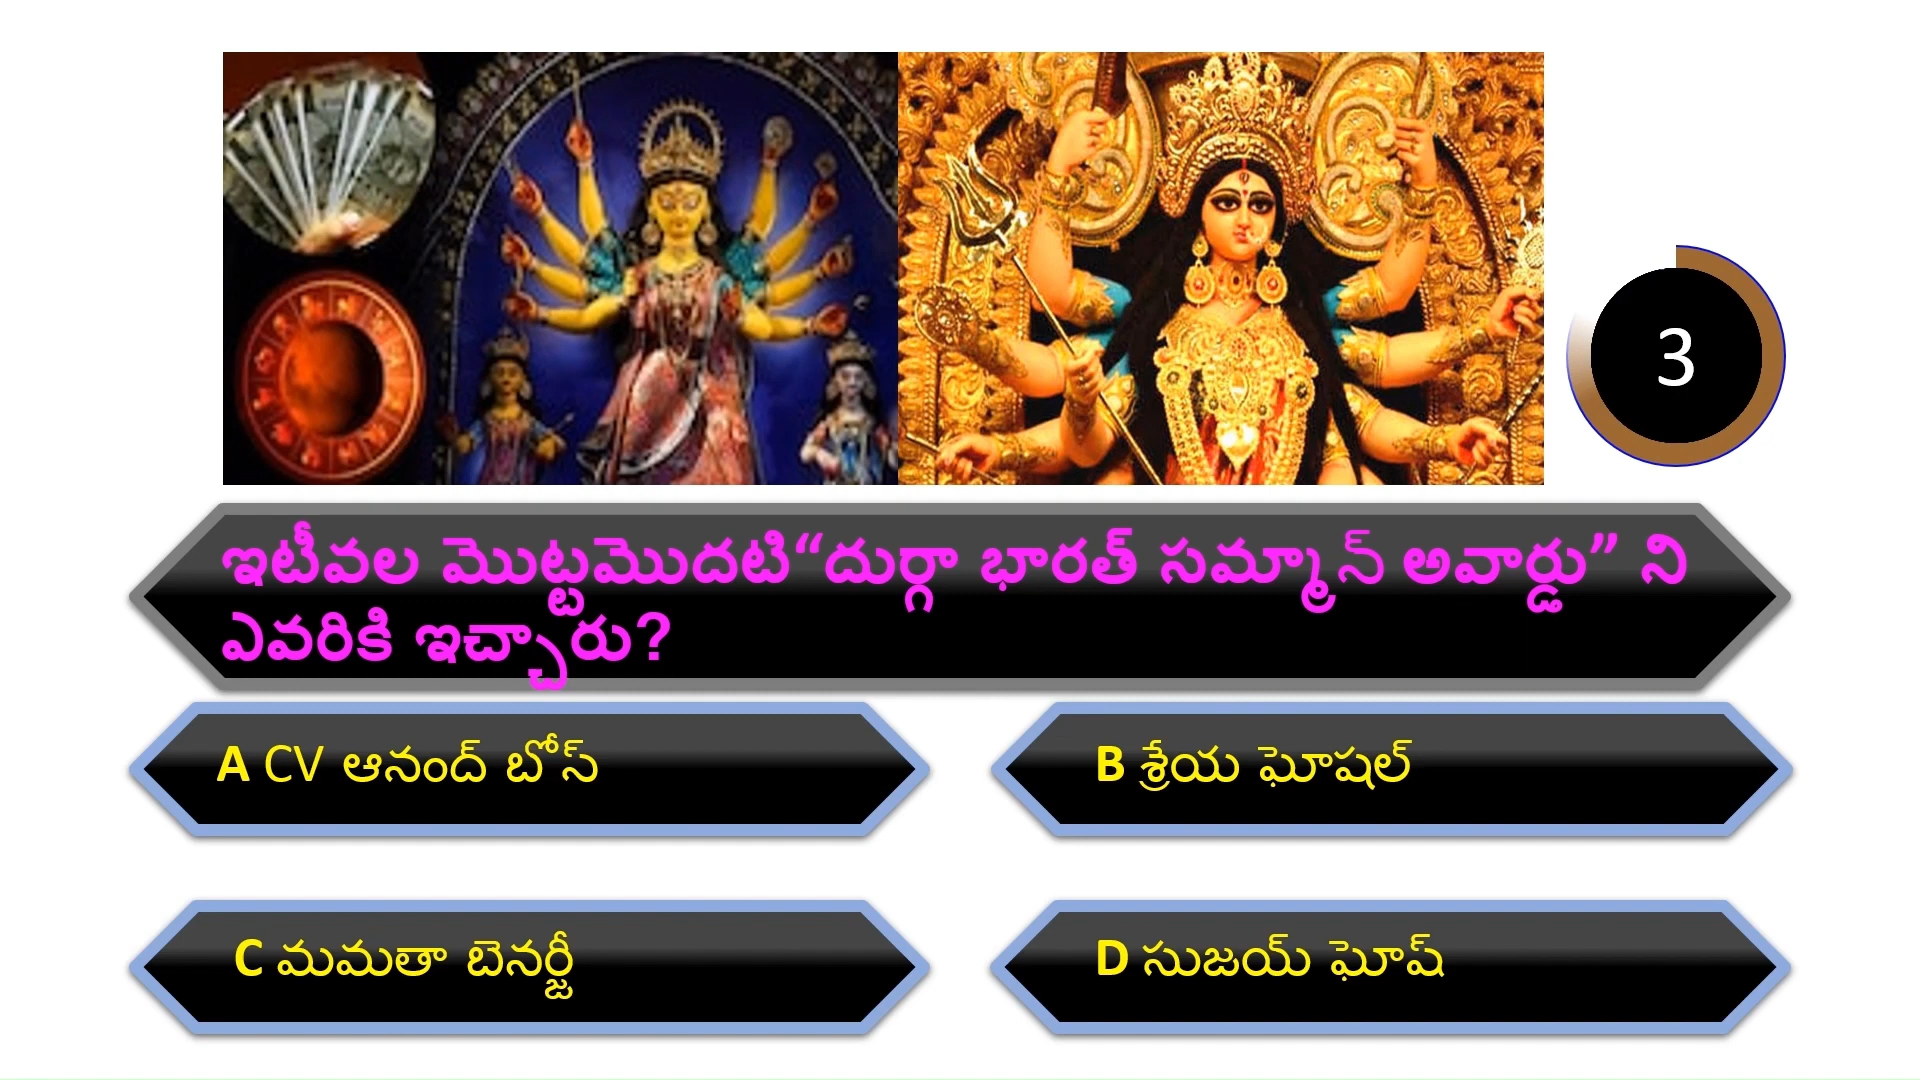 3
ఇటీవల మొట్టమొదటి“దుర్గా భారత్ సమ్మాన్ అవార్డు” ని
ఎవరికి ఇచ్చారు?
A CV ఆనంద్ బోస్
B శ్రేయ ఘోషల్
C మమతా బెనర్జీ
D సుజయ్ ఘోష్